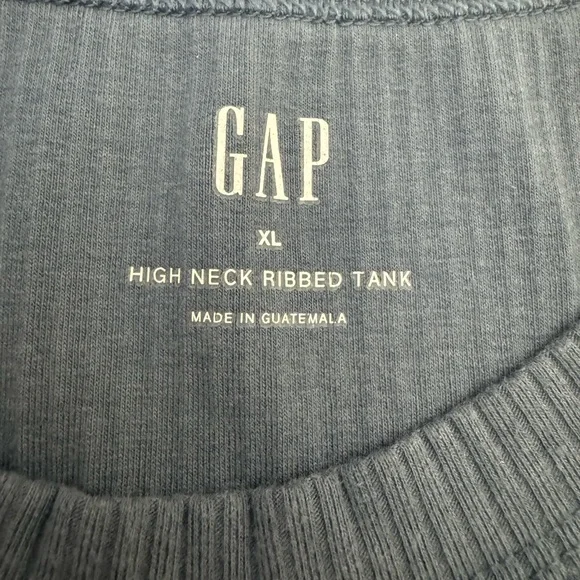 GAP
XL
HIGH NECK RIBBED TANK
MADE IN GUATEMALA